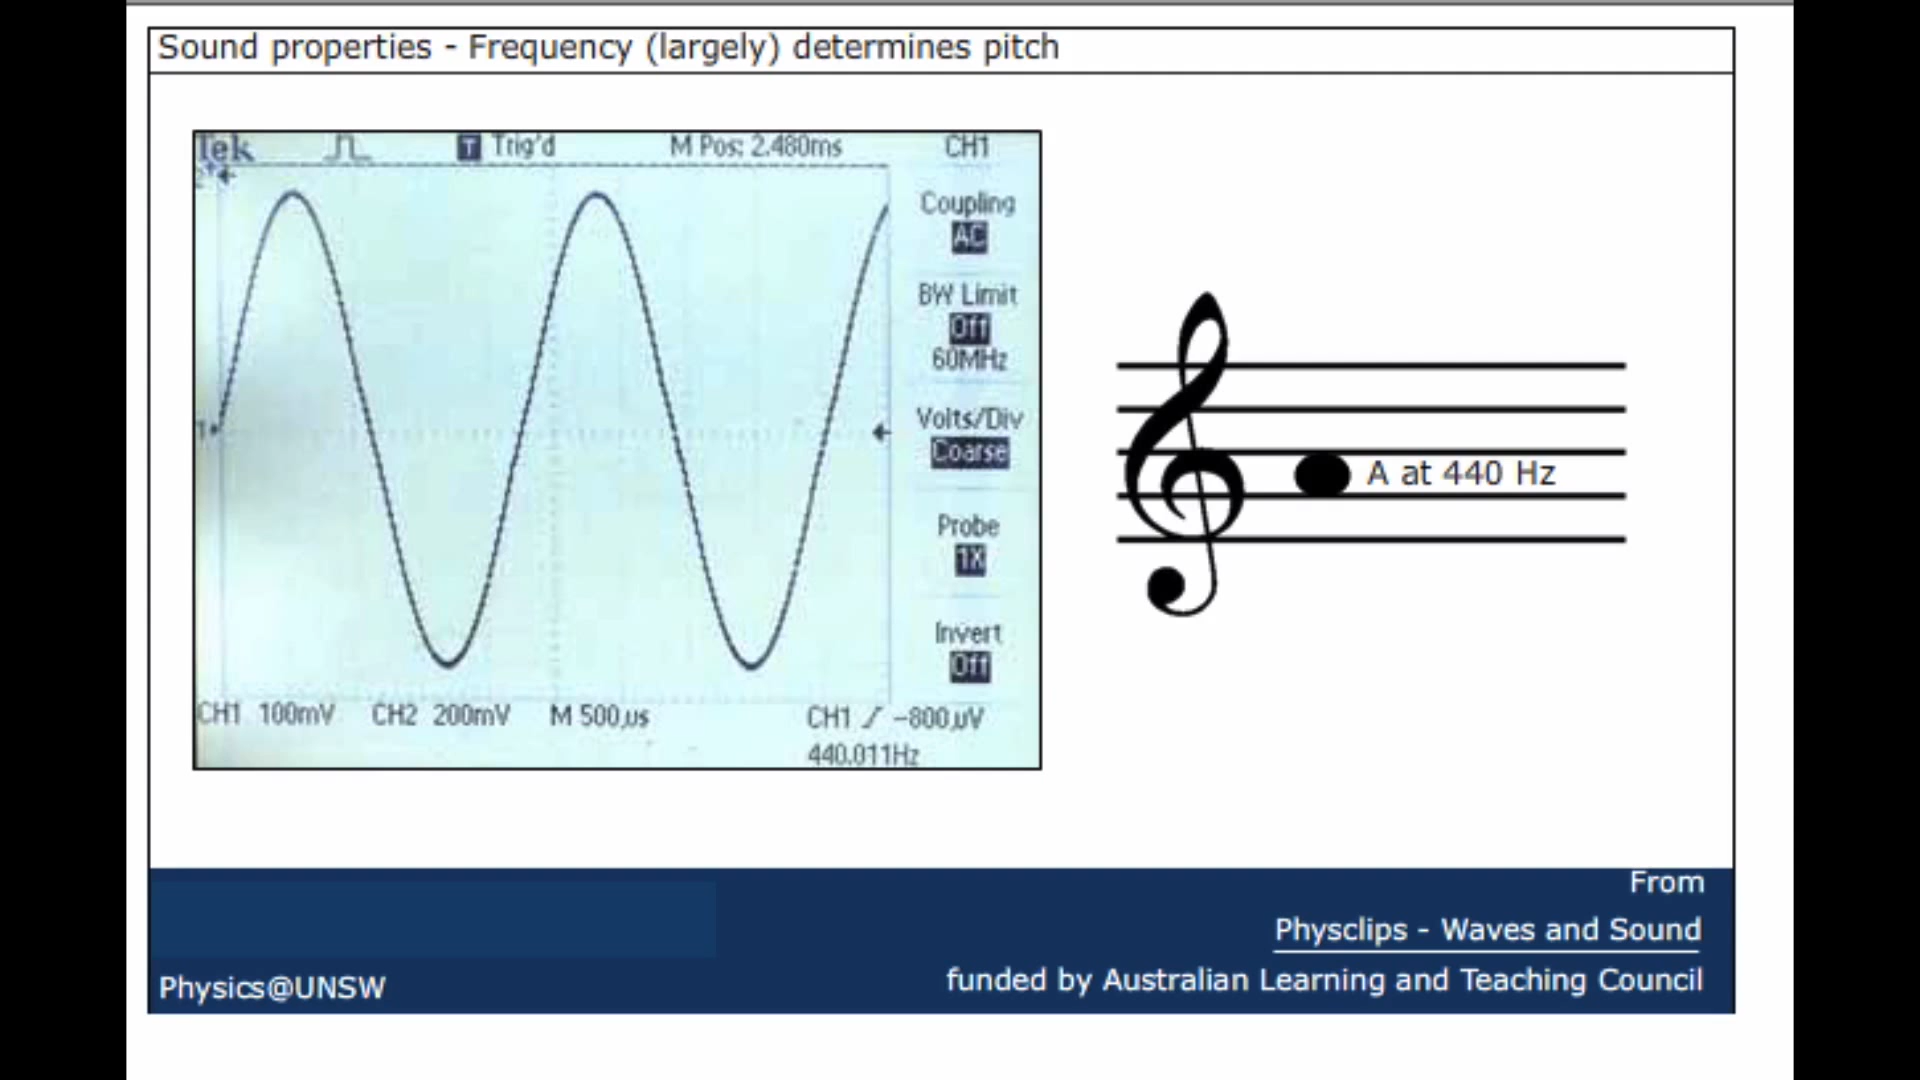 Sound properties - Frequency (largely) determines pitch
Tek
T Trig'd
M Pos: 2.480ms
CH1
Coupling
AC
BW Limit
Off
60MHz
Volts/Div
Coarse
Probe
1X
Invert
Off
CH1 100mV CH2 200mV M 500µs CH1 -800µV
440.011Hz
A at 440 Hz
From
Physclips - Waves and Sound
Physics@UNSW
funded by Australian Learning and Teaching Council